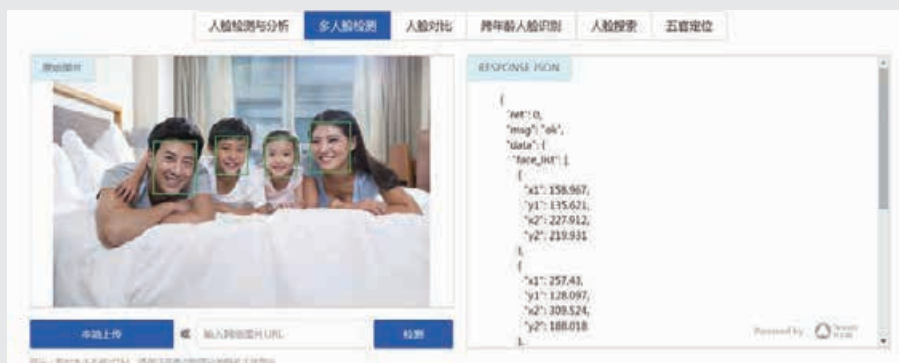 人脸检测与分析 多人脸检测 人脸对比 跨年龄人脸识别 人脸搜索 五官定位
原始图片
RESPONSE JSON
{
"ret": 0,
"msg": "ok",
"data": {
"face_list": [
{
"x1": 158.967,
"y1": 135.621,
"x2": 227.912,
"y2": 219.931
},
{
"x1": 257.43,
"y1": 128.097,
"x2": 309.524,
"y2": 188.018
},
本地上传 或 输入网络图片URL 检测
Powered by Tencent